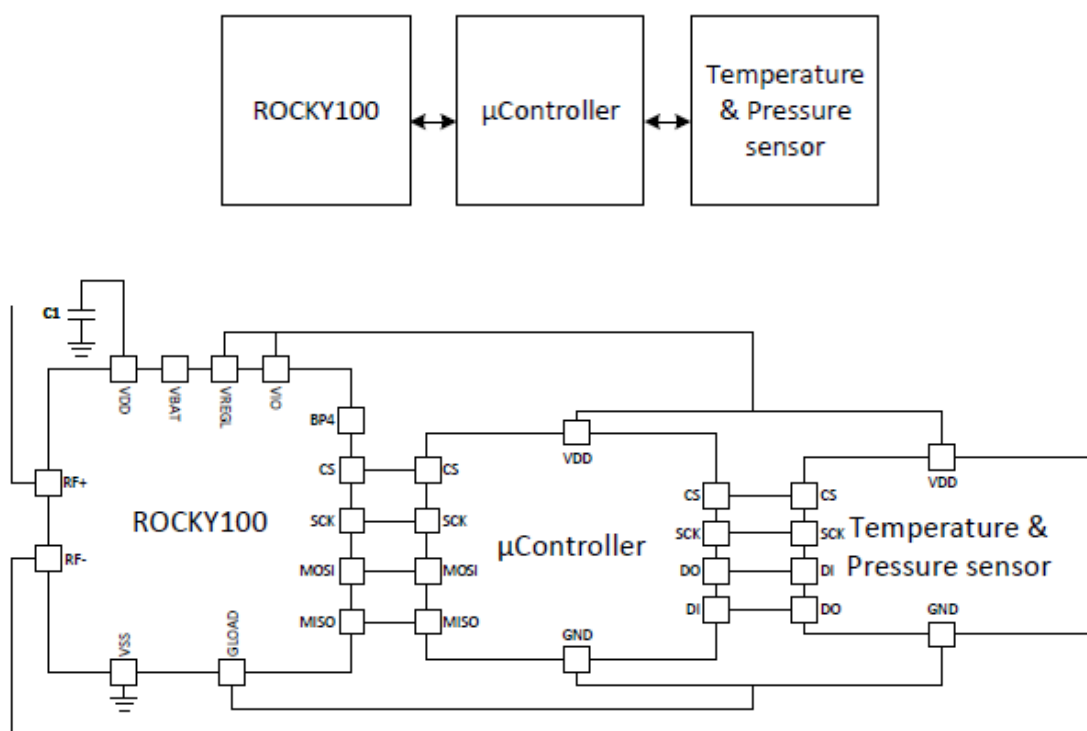 ROCKY100
µController
Temperature
& Pressure
sensor
C1
VDD
VBAT
VREGL
VIO
BP4
CS
CS
VDD
VDD
RF+
CS
CS
ROCKY100
SCK
SCK
SCK
SCK
Temperature &
µController
RF-
MOSI
MOSI
DO
DI
Pressure sensor
MISO
MISO
DI
DO
VSS
GLOAD
GND
GND